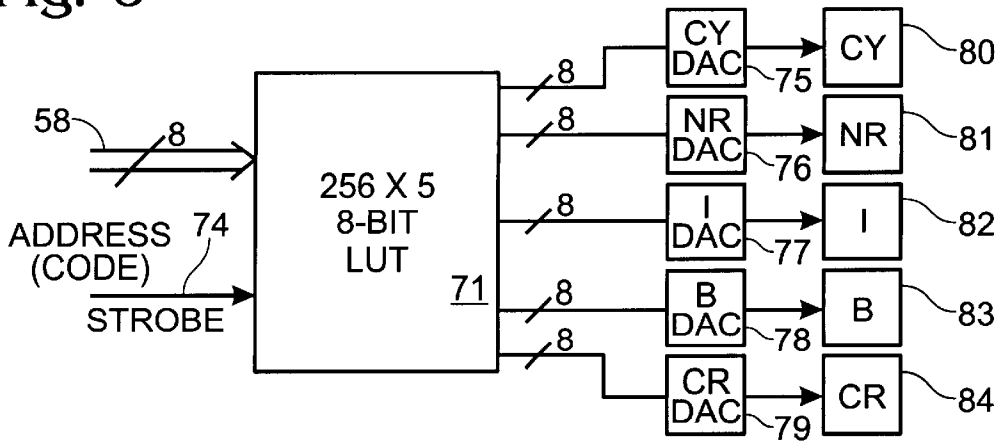 58
8
ADDRESS
(CODE)
74
STROBE
256 X 5
8-BIT
LUT
71
8
8
8
8
8
CY
DAC
75
CY
80
NR
DAC
76
NR
81
I
DAC
77
I
82
B
DAC
78
B
83
CR
DAC
79
CR
84